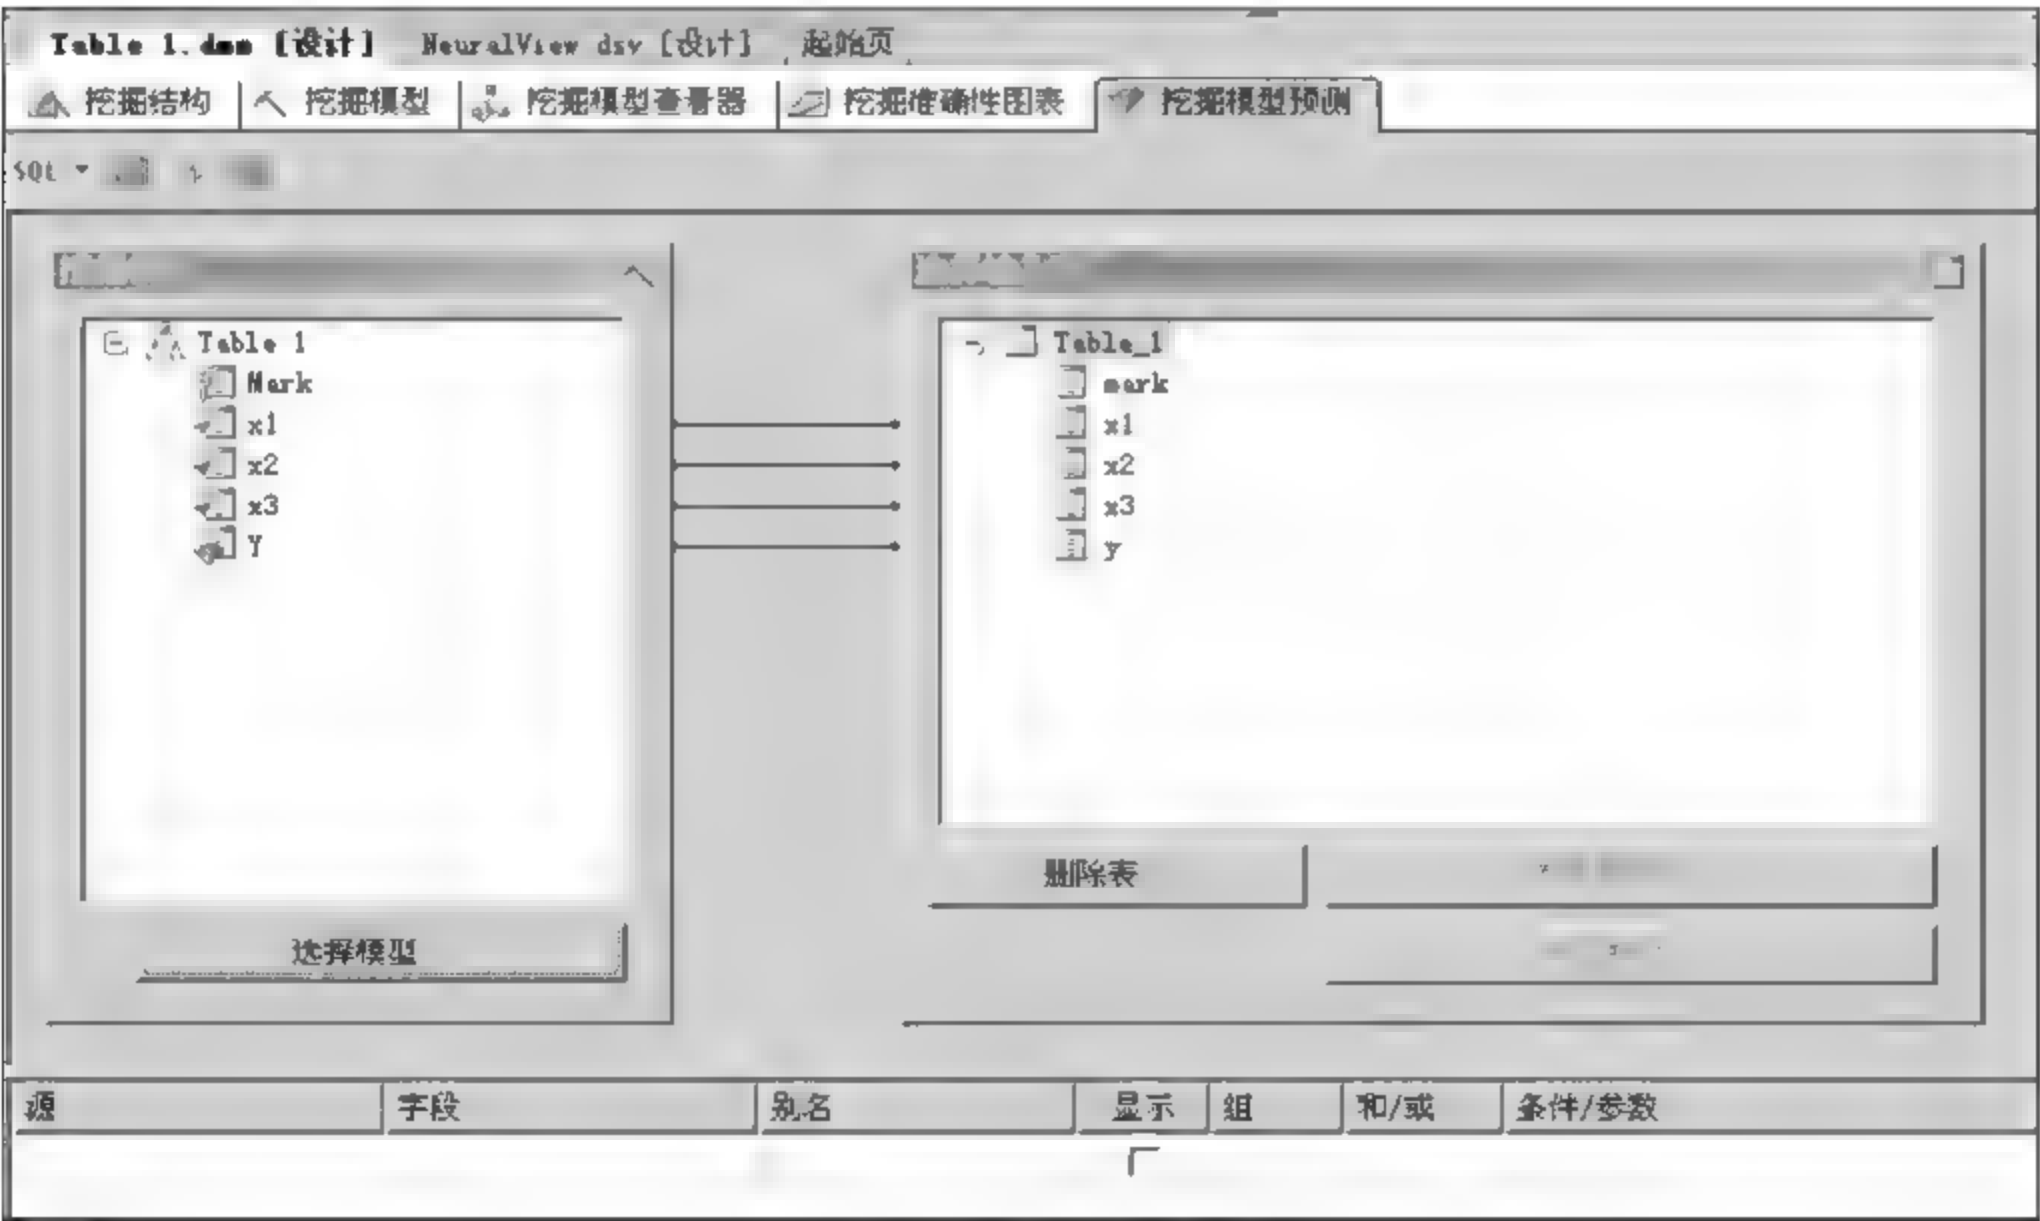 Table 1.dmm [设计] NeuralView dsv [设计] 起始页
挖掘结构 挖掘模型 挖掘模型查看器 挖掘准确性图表 挖掘模型预测
SQL
Table 1
Mark
x1
x2
x3
Y
选择模型
Table_1
mark
x1
x2
x3
y
删除表
源 字段 别名 显示 组 和/或 条件/参数